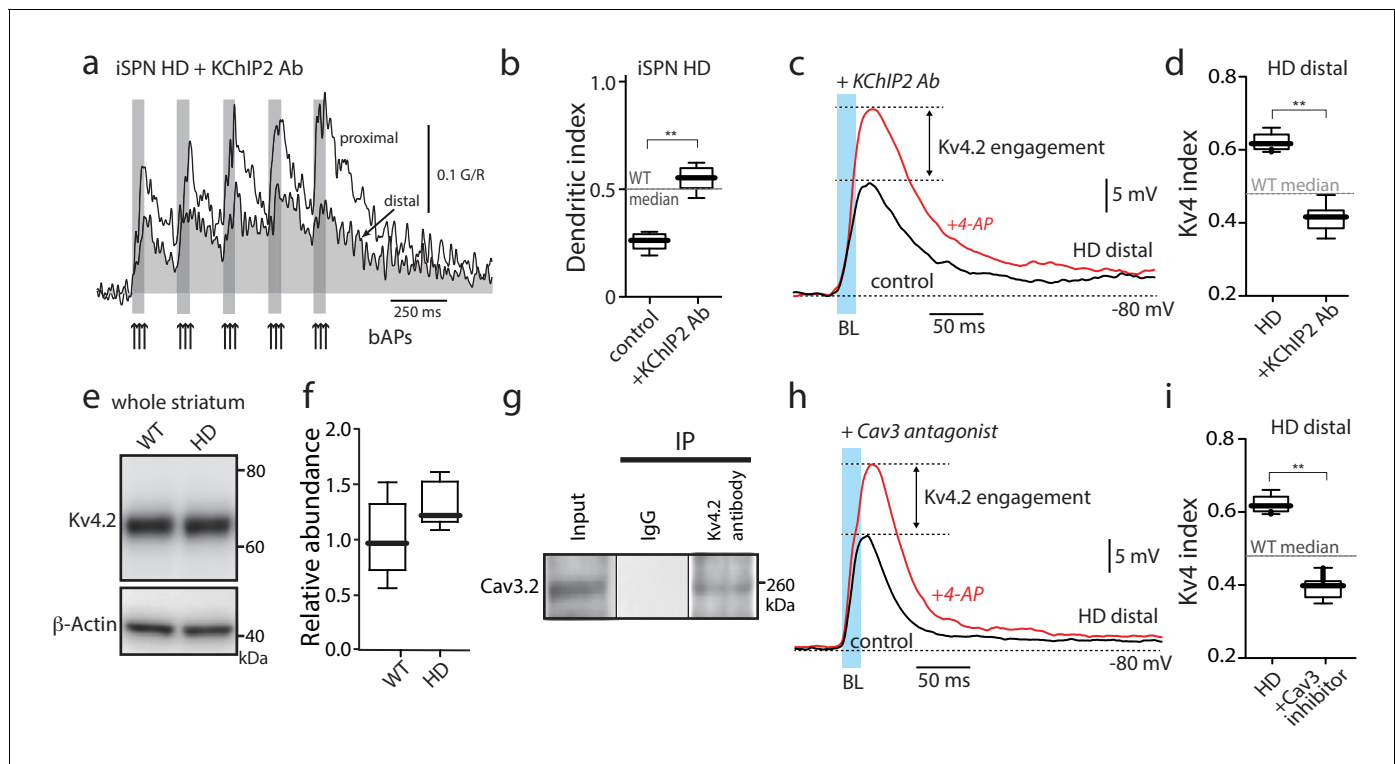 a
iSPN HD + KChIP2 Ab
proximal
distal
0.1 G/R
250 ms
bAPs
b
iSPN HD
Dendritic index
1.0
0.5
0
**
WT
median
control
+KChIP2 Ab
c
+ KChIP2 Ab
Kv4.2 engagement
5 mV
+4-AP
HD distal
control
-80 mV
BL
50 ms
d
HD distal
Kv4 index
0.8
0.6
0.4
0.2
**
WT median
HD
+KChIP2 Ab
e
whole striatum
WT
HD
Kv4.2
80
60
β-Actin
40
kDa
f
Relative abundance
2.0
1.5
1.0
0.5
0.0
WT
HD
g
IP
Input
IgG
Kv4.2
antibody
Cav3.2
260
kDa
h
+ Cav3 antagonist
Kv4.2 engagement
5 mV
+4-AP
HD distal
control
-80 mV
BL
50 ms
i
HD distal
Kv4 index
0.8
0.6
0.4
0.2
**
WT median
HD
+Cav3
inhibitor